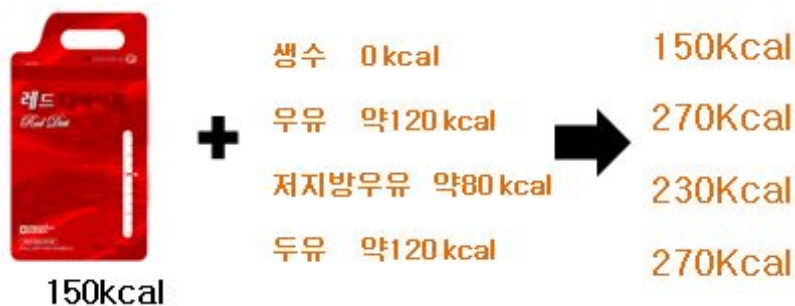 레드
Red Diet
150kcal
생수 0kcal
우유 약120kcal
저지방우유 약80kcal
두유 약120kcal
150Kcal
270Kcal
230Kcal
270Kcal